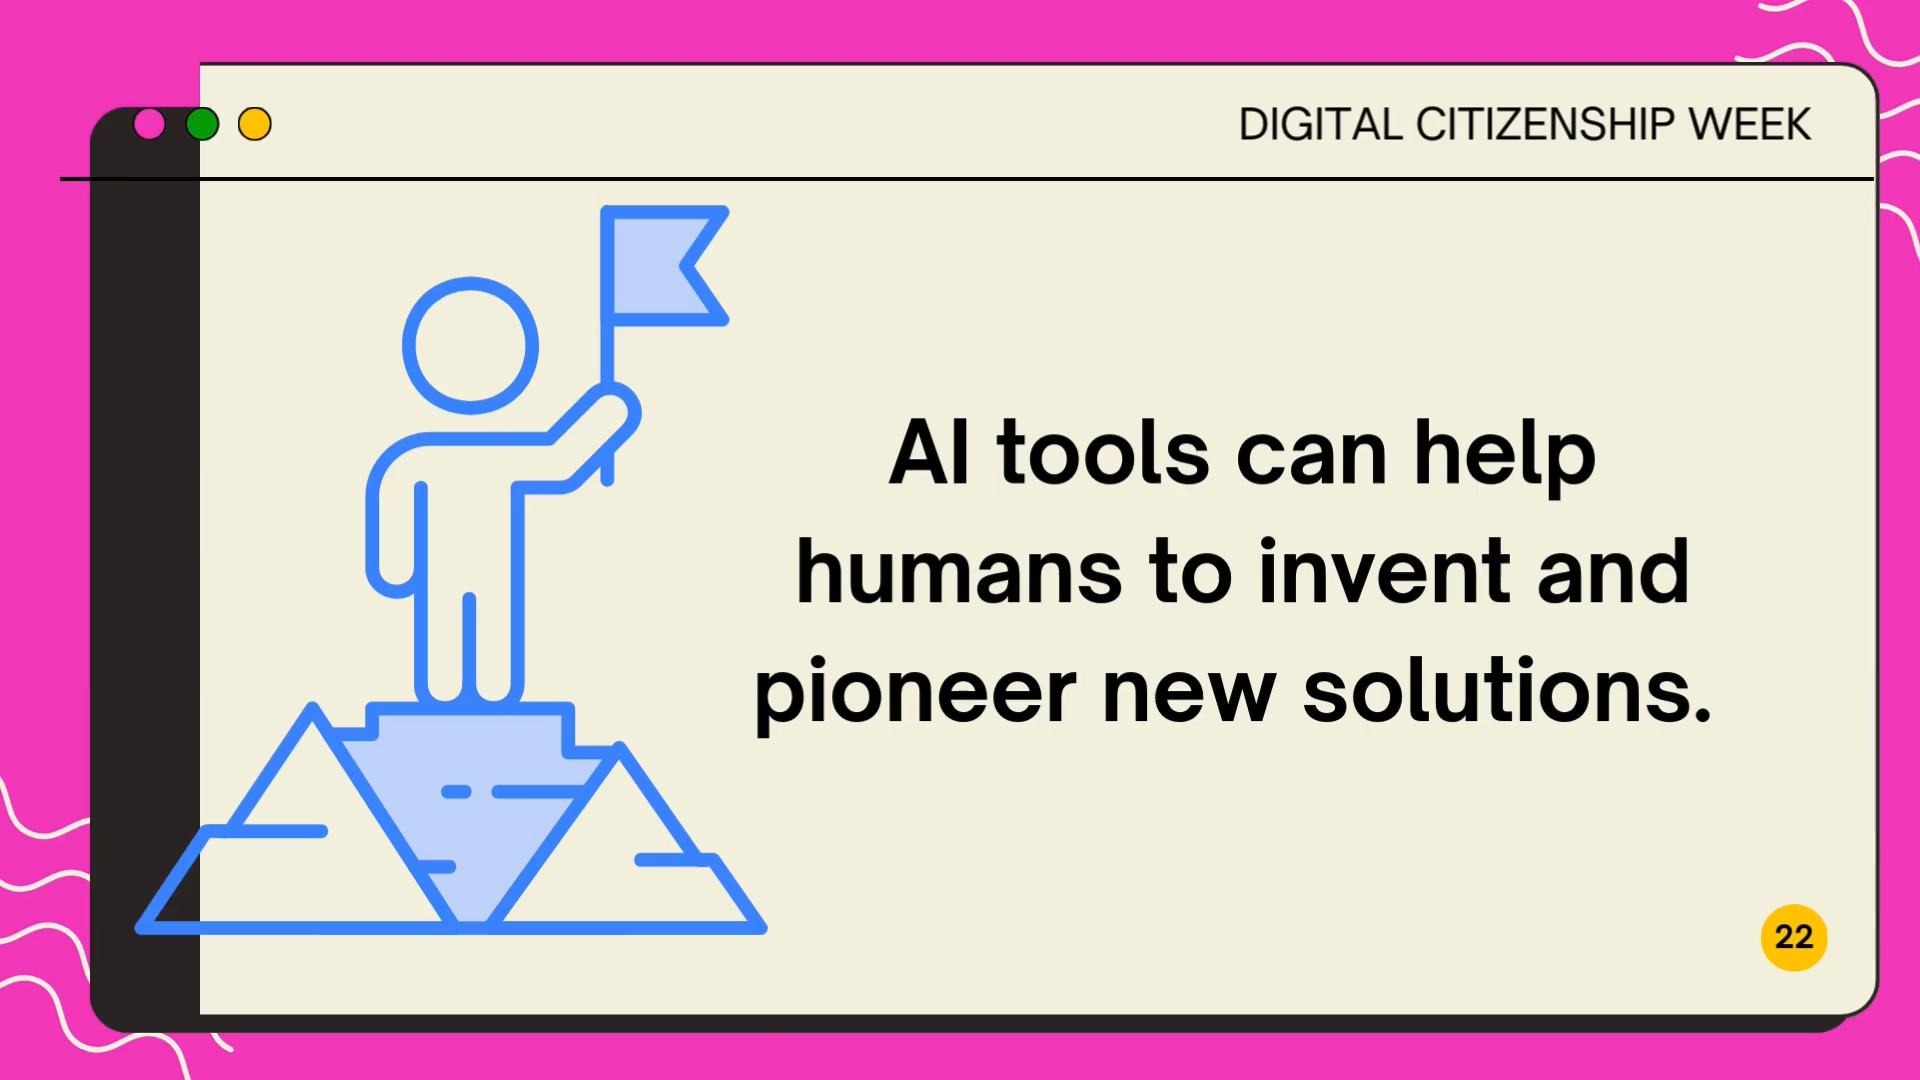 DIGITAL CITIZENSHIP WEEK
AI tools can help
humans to invent and
pioneer new solutions.
22